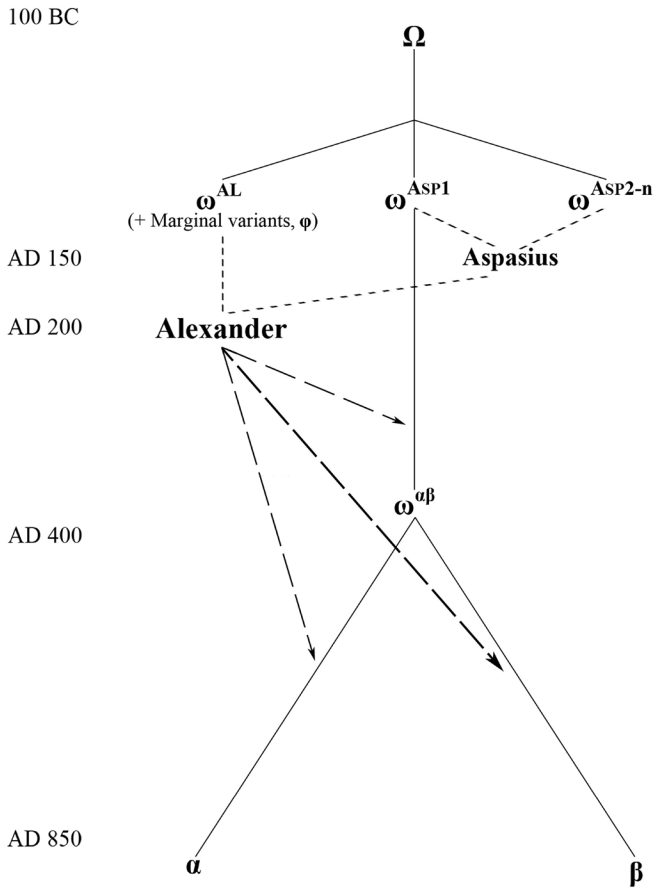 100 BC
Ω
ω^AL
ω^ASP1
ω^ASP2-n
(+ Marginal variants, φ)
AD 150
Aspasius
AD 200
Alexander
ω^αβ
AD 400
AD 850
α
β